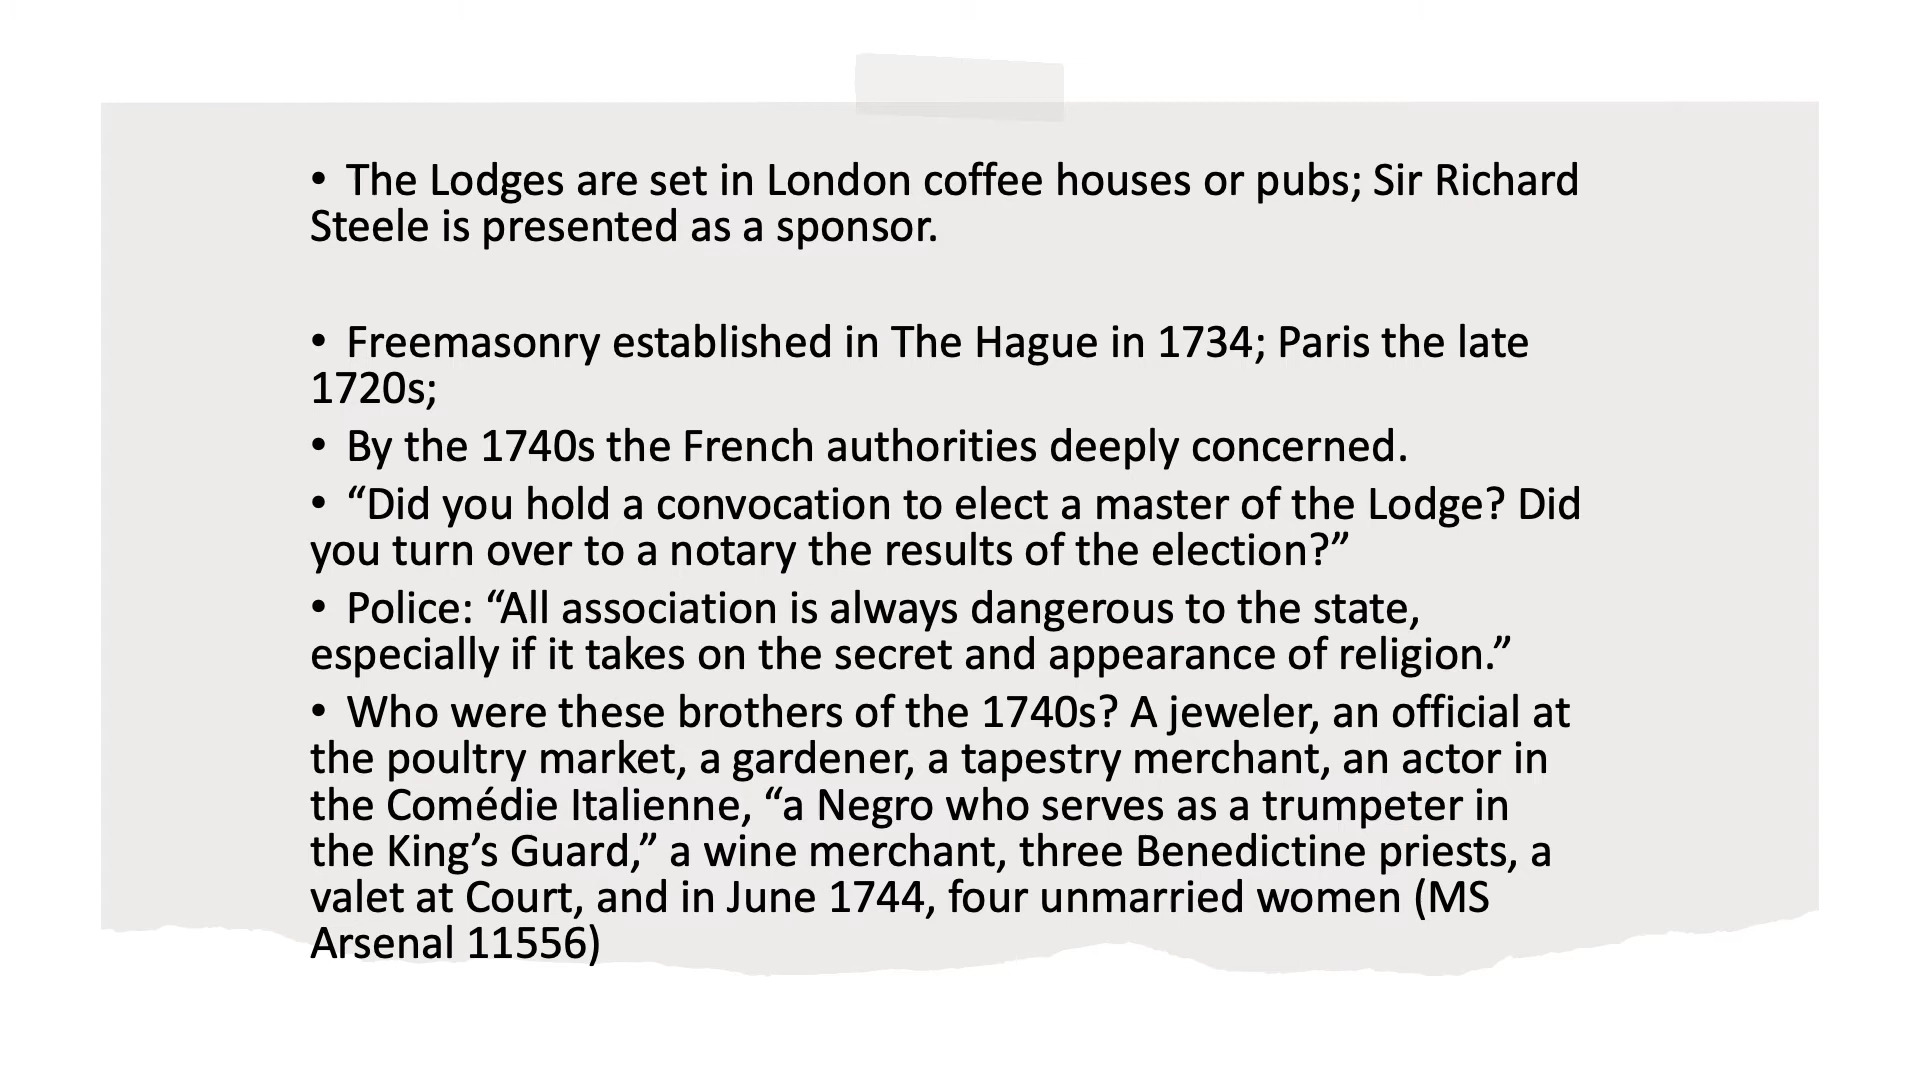 • The Lodges are set in London coffee houses or pubs; Sir Richard
Steele is presented as a sponsor.
• Freemasonry established in The Hague in 1734; Paris the late
1720s;
• By the 1740s the French authorities deeply concerned.
• “Did you hold a convocation to elect a master of the Lodge? Did
you turn over to a notary the results of the election?”
• Police: “All association is always dangerous to the state,
especially if it takes on the secret and appearance of religion.”
• Who were these brothers of the 1740s? A jeweler, an official at
the poultry market, a gardener, a tapestry merchant, an actor in
the Comédie Italienne, “a Negro who serves as a trumpeter in
the King’s Guard,” a wine merchant, three Benedictine priests, a
valet at Court, and in June 1744, four unmarried women (MS
Arsenal 11556)